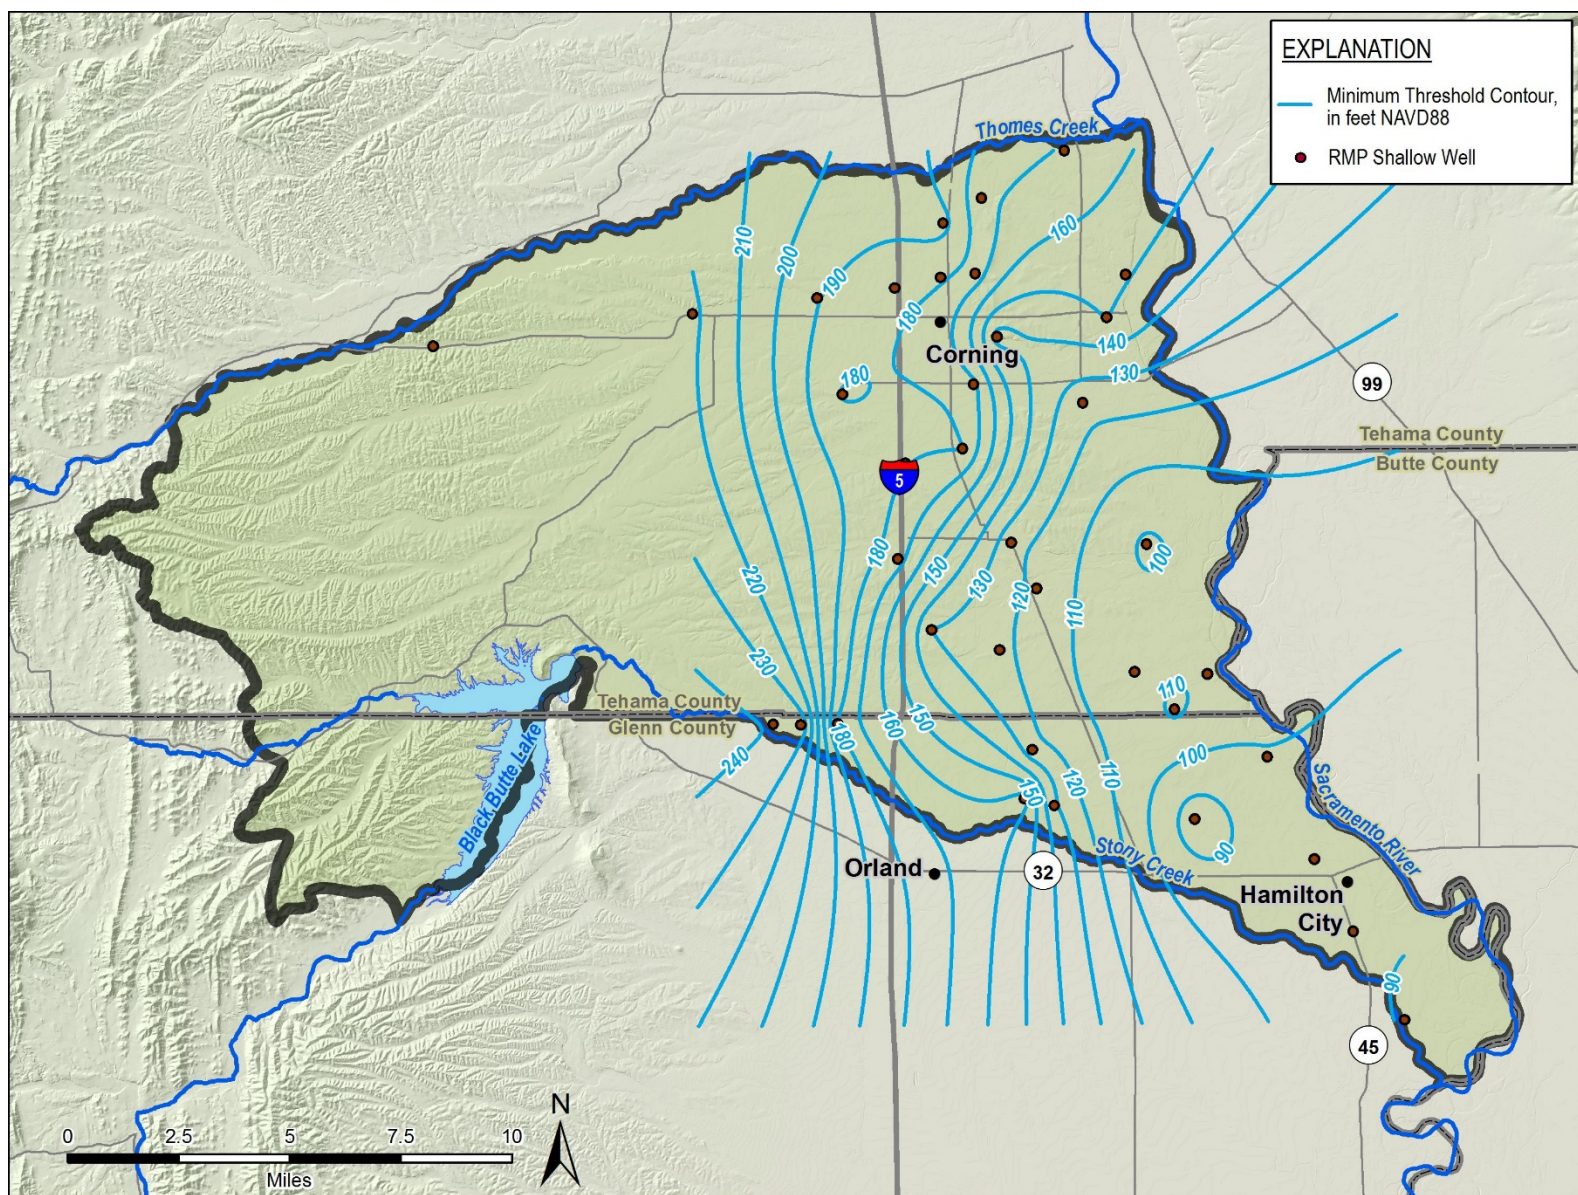 EXPLANATION
Minimum Threshold Contour,
in feet NAVD88
RMP Shallow Well
Thomes Creek
210
200
190
180
160
180
140
130
Corning
180
99
Tehama County
Butte County
5
180
150
130
120
110
100
220
230
240
110
Tehama County
Glenn County
180
160
150
150
120
110
100
90
Black Butte Lake
Sacramento River
Stony Creek
Orland
32
Hamilton
City
90
45
N
0
2.5
5
7.5
10
Miles